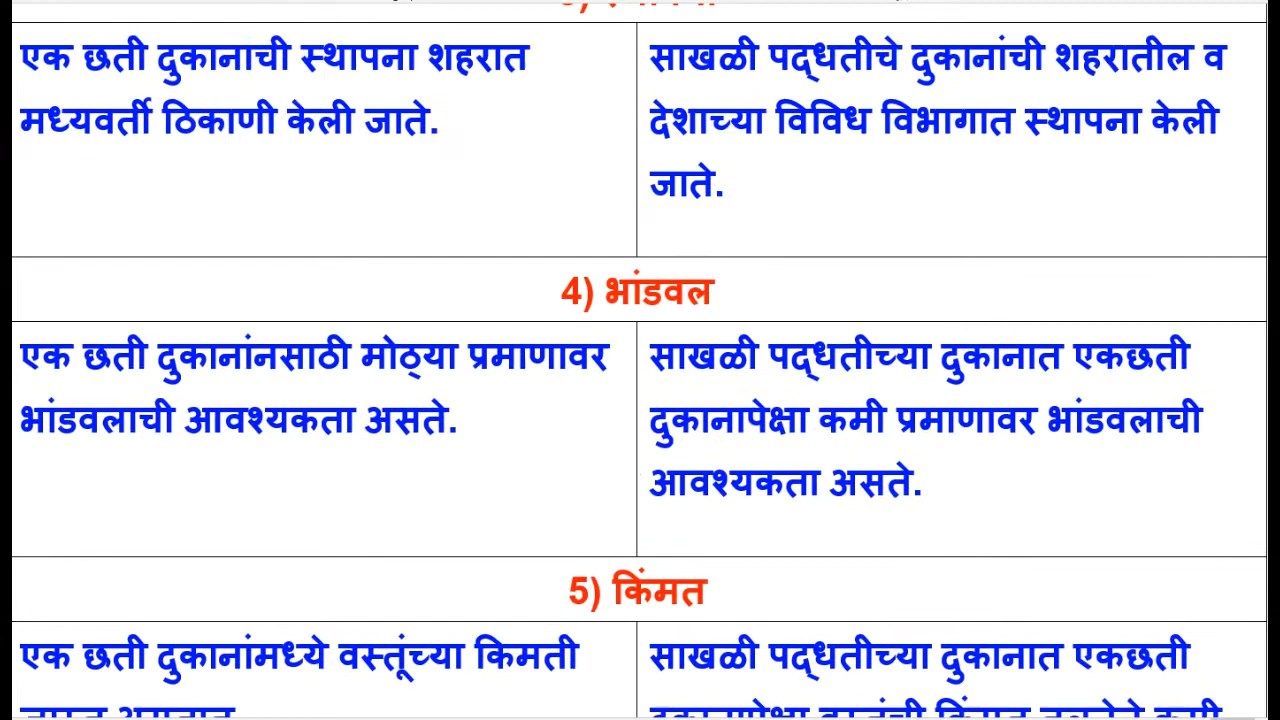 एक छती दुकानाची स्थापना शहरात
मध्यवर्ती ठिकाणी केली जाते.
साखळी पद्धतीचे दुकानांची शहरातील व
देशाच्या विविध विभागात स्थापना केली
जाते.
4) भांडवल
एक छती दुकानांनसाठी मोठ्या प्रमाणावर
भांडवलाची आवश्यकता असते.
साखळी पद्धतीच्या दुकानात एकछती
दुकानापेक्षा कमी प्रमाणावर भांडवलाची
आवश्यकता असते.
5) किंमत
एक छती दुकानांमध्ये वस्तूंच्या किमती
साखळी पद्धतीच्या दुकानात एकछती